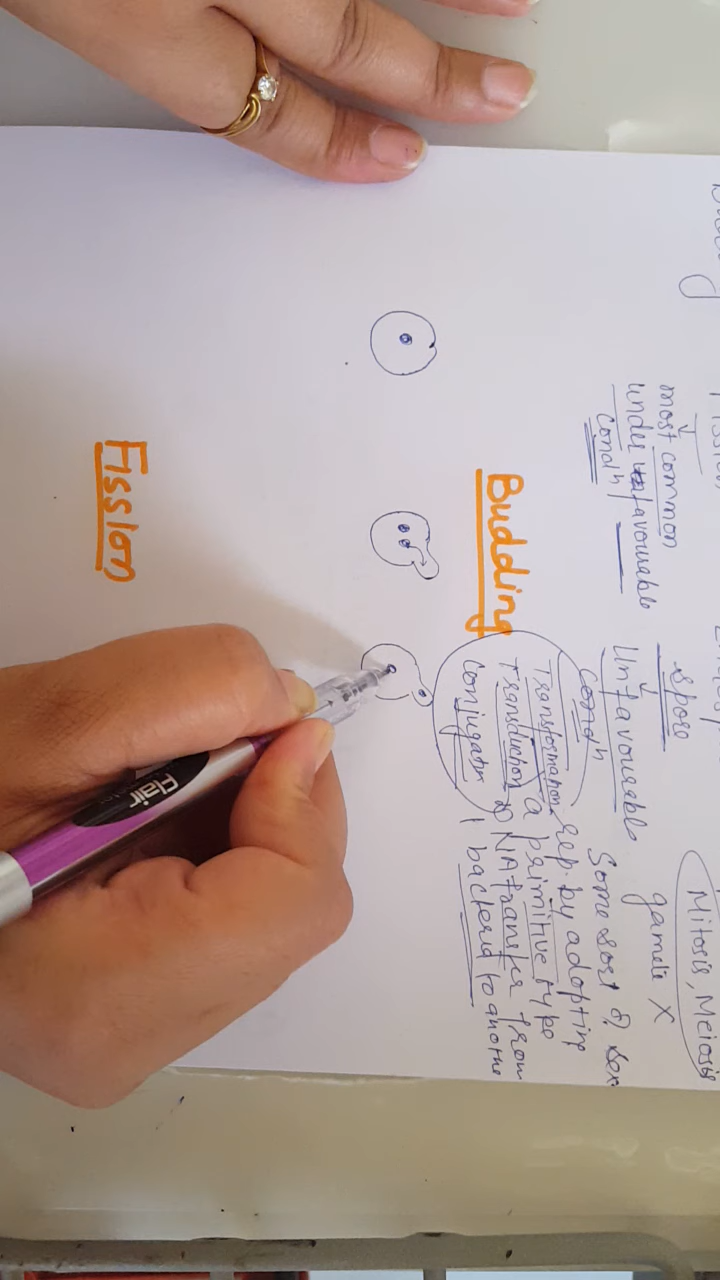 most common
under favourable
condn
spore
Unfavourable
condn
Mitosis, Meiosis
gamete X
Some sort of sex
rep. by adopting
a primitive type
DNA transfer from
1 bacteria to anothe
Transformation
Transduction
Conjugation
Budding
Fission
Flair